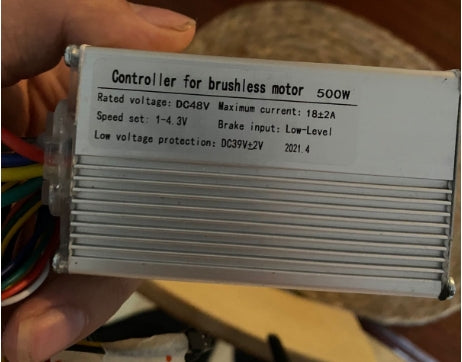 Controller for brushless motor 500W
Rated voltage: DC48V Maximum current: 18±2A
Speed set: 1-4.3V Brake input: Low-Level
Low voltage protection: DC39V±2V 2021.4